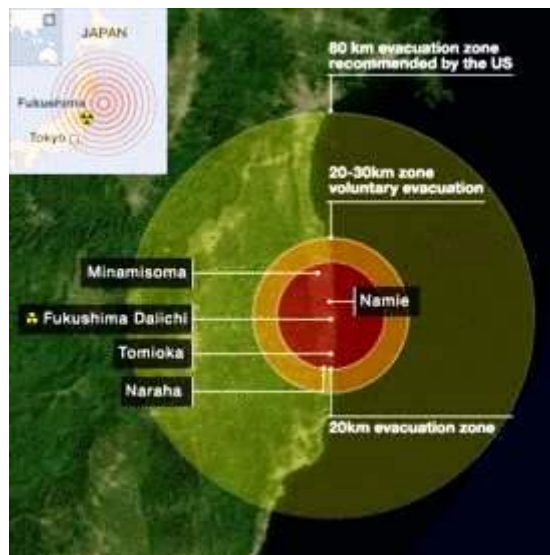 JAPAN
Fukushima
Tokyo
80 km evacuation zone
recommended by the US
20-30km zone
voluntary evacuation
Minamisoma
Namie
Fukushima Daiichi
Tomioka
Naraha
20km evacuation zone